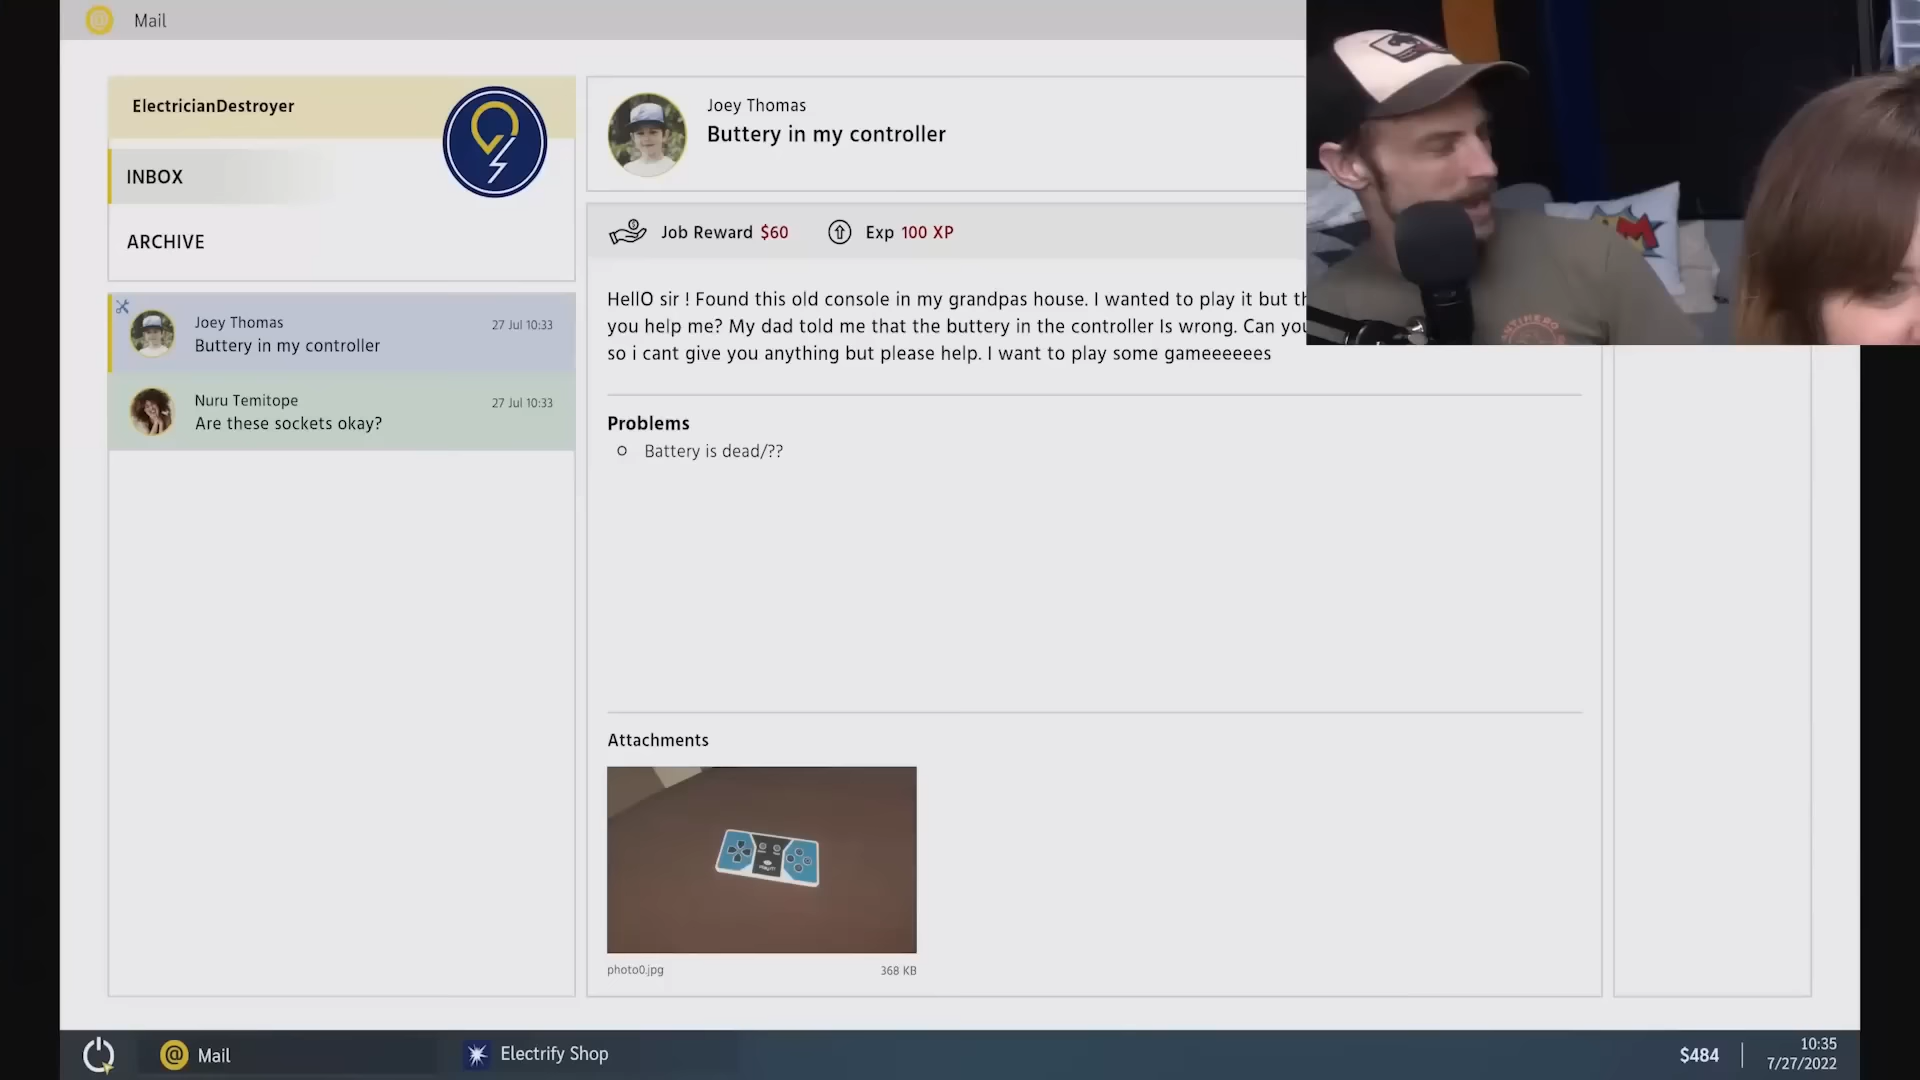 Mail
ElectricianDestroyer
INBOX
ARCHIVE
Joey Thomas
27 Jul 10:33
Buttery in my controller
Nuru Temitope
27 Jul 10:33
Are these sockets okay?
Joey Thomas
Buttery in my controller
Job Reward $60
Exp 100 XP
HellO sir ! Found this old console in my grandpas house. I wanted to play it but
you help me? My dad told me that the buttery in the controller Is wrong. Can
so i cant give you anything but please help. I want to play some gameeeeees
Problems
Battery is dead/??
Attachments
photo0.jpg
368 KB
Mail
Electrify Shop
$484
10:35
7/27/2022